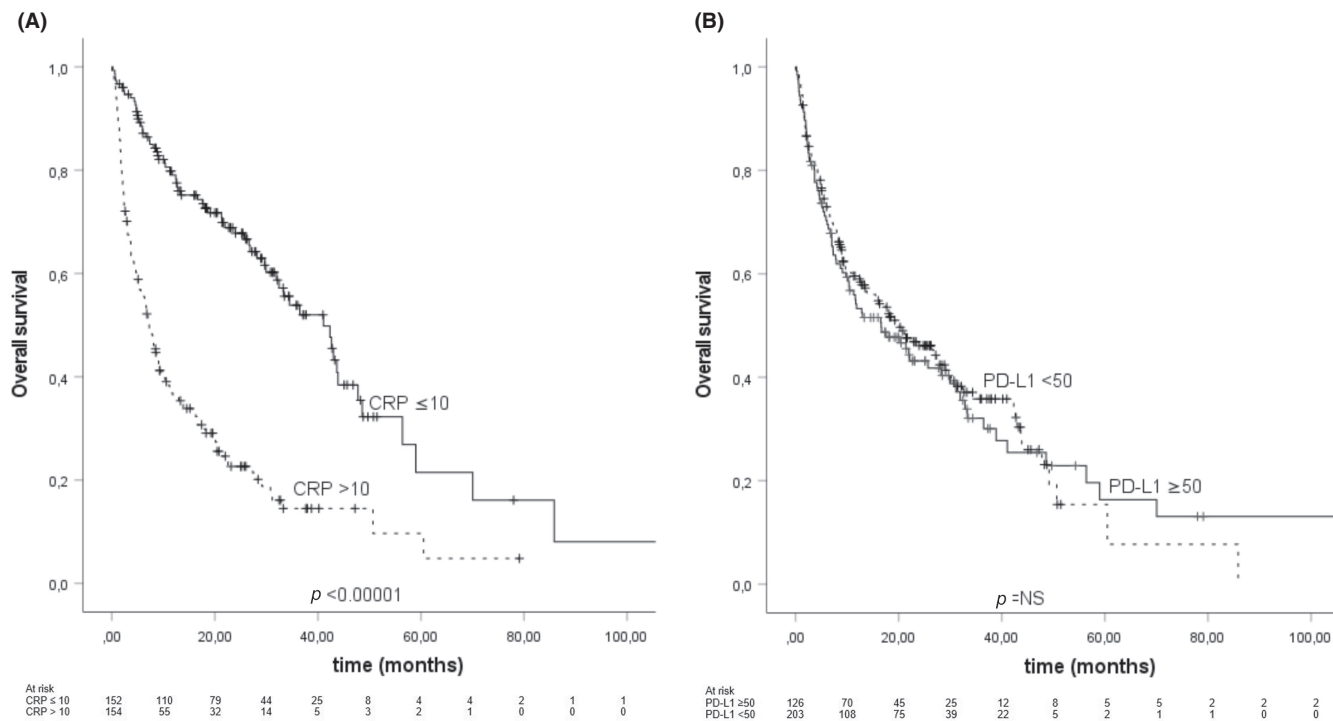 (A)
Overall survival
1,0
0,8
0,6
0,4
0,2
0,0
CRP ≤10
CRP >10
p <0.00001
,00 20,00 40,00 60,00 80,00 100,00
time (months)
At risk
CRP ≤ 10 152 110 79 44 25 8 4 4 2 1 1
CRP > 10 154 55 32 14 5 3 2 1 0 0 0
(B)
Overall survival
1,0
0,8
0,6
0,4
0,2
0,0
PD-L1 <50
PD-L1 ≥50
p =NS
,00 20,00 40,00 60,00 80,00 100,00
time (months)
At risk
PD-L1 ≥50 126 70 45 25 12 8 5 5 2 2 2
PD-L1 <50 203 108 75 39 22 5 2 1 1 0 0